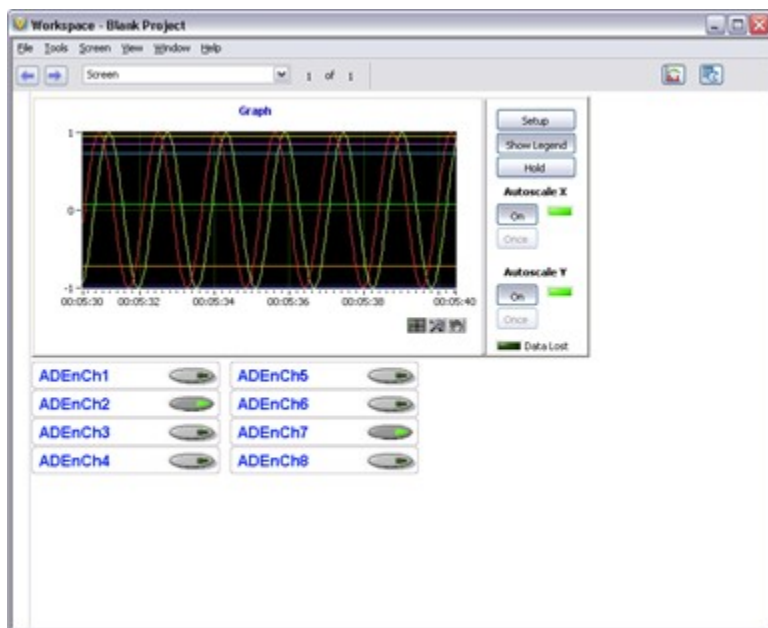 Workspace - Blank Project
File Tools Screen View Window Help
Screen 1 of 1
Graph
1
0
-1
00:05:30 00:05:32 00:05:34 00:05:36 00:05:38 00:05:40
Setup
Show Legend
Hold
Autoscale X
On
Once
Autoscale Y
On
Once
Data Lost
ADEnCh1 ADEnCh5
ADEnCh2 ADEnCh6
ADEnCh3 ADEnCh7
ADEnCh4 ADEnCh8